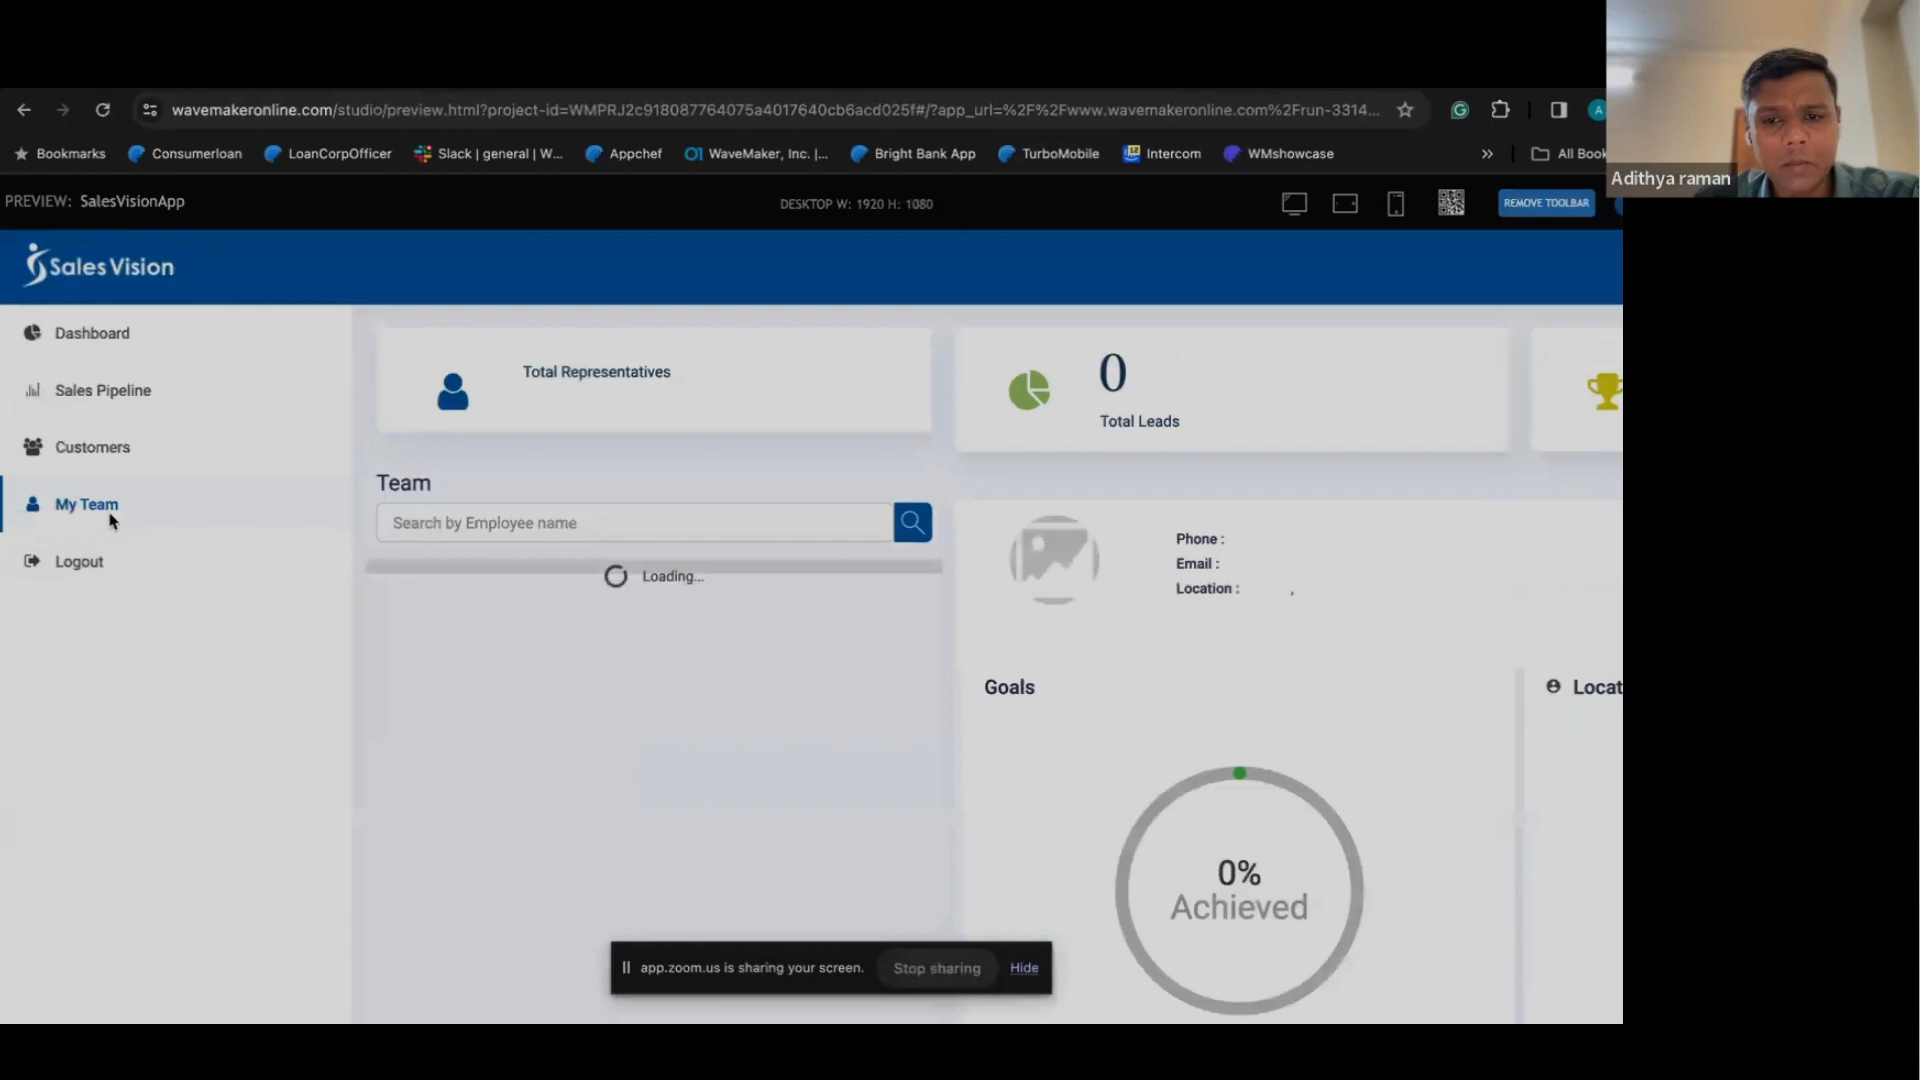 wavemakeronline.com/studio/preview.html?project-id=WMPRJ2c918087764075a4017640cb6acd025f#/?app_url=%2F%2Fwww.wavemakeronline.com%2Frun-3314...
Bookmarks Consumerloan LoanCorpOfficer Slack | general | W... Appchef WaveMaker, Inc. |... Bright Bank App TurboMobile Intercom WMshowcase » All Book
Adithya raman
PREVIEW: SalesVisionApp DESKTOP W: 1920 H: 1080 REMOVE TOOLBAR
Sales Vision
Dashboard
Sales Pipeline
Customers
My Team
Logout
Total Representatives
0
Total Leads
Team
Search by Employee name
Loading...
Phone :
Email :
Location : ,
Goals
Locat
0%
Achieved
app.zoom.us is sharing your screen. Stop sharing Hide